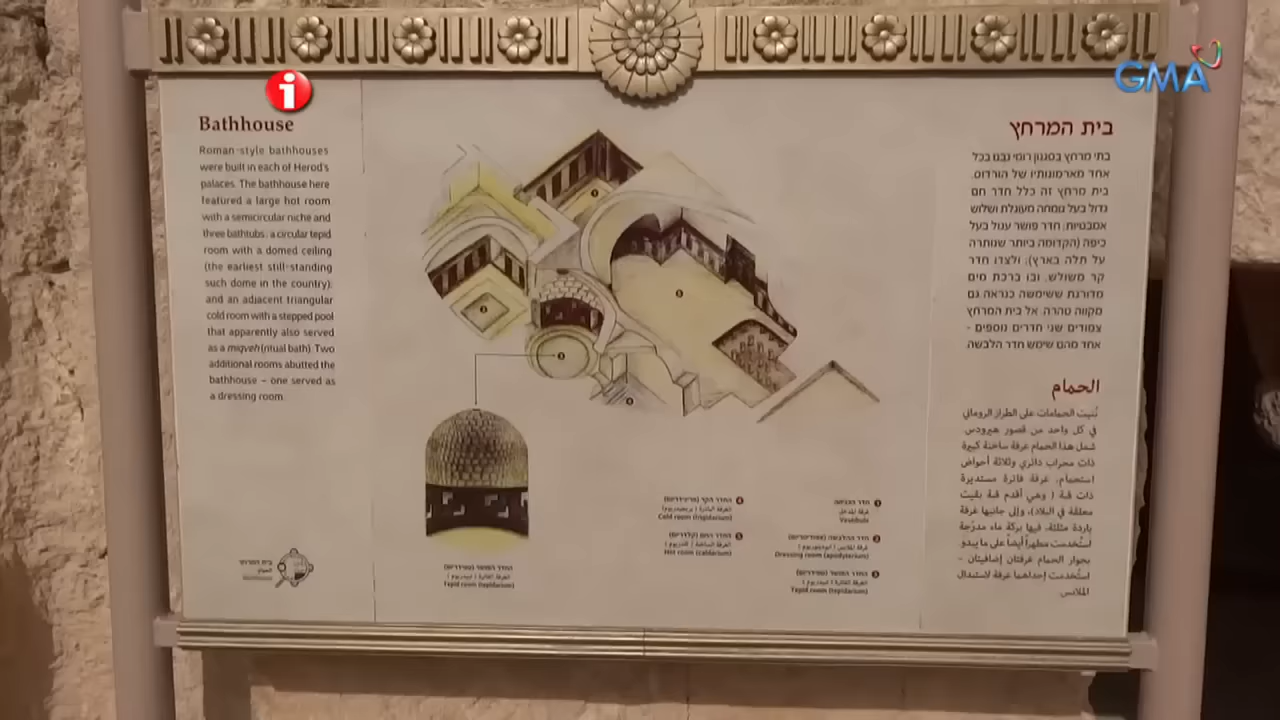 GMA
i
Bathhouse
Roman-style bathhouses
were built in each of Herod's
palaces. The bathhouse here
featured a large hot room
with a semicircular niche and
three bathtubs; a circular tepid
room with a domed ceiling
(the earliest still-standing
such dome in the country);
and an adjacent triangular
cold room with a stepped pool
that apparently also served
as a miqveh (ritual bath). Two
additional rooms abutted the
bathhouse – one served as
a dressing room.
בית המרחץ
בתי מרחץ בסגנון רומי נבנו בכל
אחד מארמונותיו של הורדוס.
בית מרחץ זה כלל חדר חם
גדול בעל גומחה מעוגלת ושלוש
אמבטיות; חדר פושר עגול בעל
כיפה (הקדומה ביותר שנותרה
על תלה בארץ); ולצדו חדר
קר משולש, ובו ברכת מים
מדורגת ששימשה כנראה גם
מקווה טהרה. אל בית המרחץ
צמודים שני חדרים נוספים -
אחד מהם שימש חדר הלבשה.
الحمام
بُنيت الحمامات على الطراز الروماني
في كل واحد من قصور هيرودس
شمل هذا الحمام غرفة ساخنة كبيرة
ذات محراب دائري وثلاثة أحواض
استحمام، غرفة فاترة مستديرة
ذات قبة ( وهي أقدم قبة بقيت
معلقة في البلاد)، وإلى جانبها غرفة
باردة مثلثة، فيها بركة ماء مدرّجة
استُخدمت مطهراً أيضاً على ما يبدو
بجوار الحمام غرفتان إضافيتان -
استُخدمت إحداهما غرفة لاستبدال
الملابس.
חדר הכניסה
غرفة المدخل
Vestibule
חדר ההלבשה
غرفة الملابس
Dressing room (apodyterium)
החדר הפושר (טפידריום)
الغرفة الفاترة ( تبيداريوم )
Tepid room (tepidarium)
החדר הקר (פריגידריום)
الغرفة الباردة
Cold room (frigidarium)
החדר החם (קלדריום)
الغرفة الساخنة
Hot room (caldarium)
החדר הפושר (טפידריום)
الغرفة الفاترة ( تبيداريوم )
Tepid room (tepidarium)
בית המרחץ
الحمام